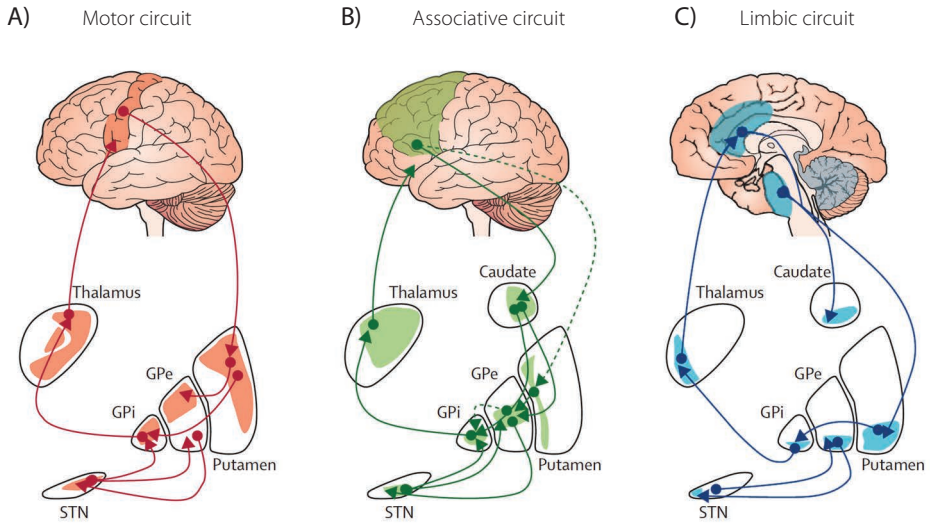 A) Motor circuit
B) Associative circuit
C) Limbic circuit
Thalamus
GPe
GPi
Putamen
STN
Caudate
Thalamus
GPe
GPi
Putamen
STN
Caudate
Thalamus
GPe
GPi
Putamen
STN